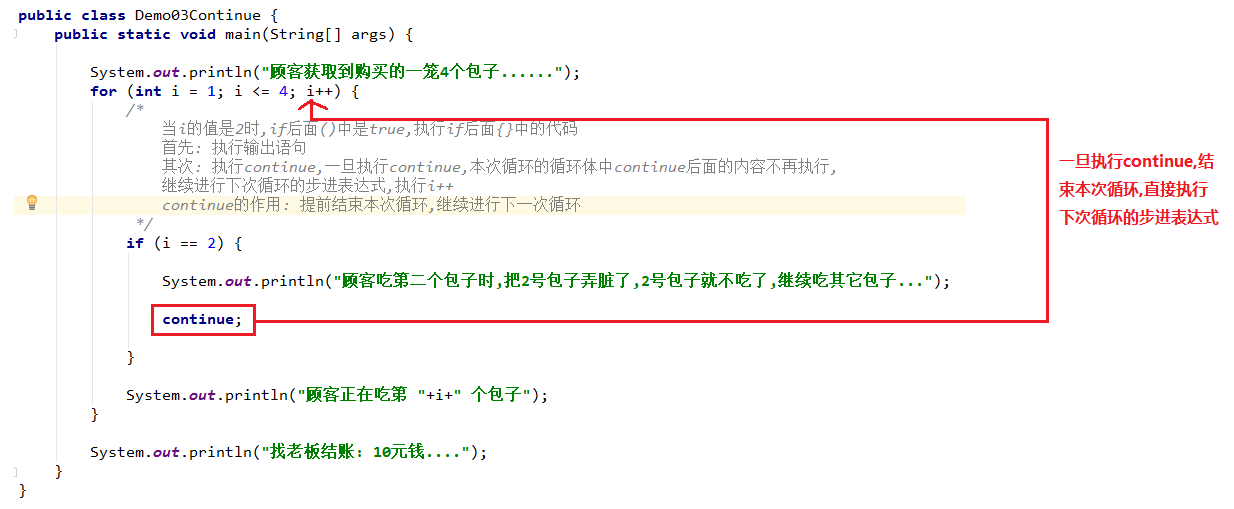 public class Demo03Continue {
public static void main(String[] args) {
System.out.println("顾客获取到购买的一笼4个包子......");
for (int i = 1; i <= 4; i++) {
/*
当i的值是2时,if后面()中是true,执行if后面{}中的代码
首先: 执行输出语句
其次: 执行continue,一旦执行continue,本次循环的循环体中continue后面的内容不再执行,
继续进行下次循环的步进表达式,执行i++
continue的作用: 提前结束本次循环,继续进行下一次循环
*/
if (i == 2) {
System.out.println("顾客吃第二个包子时,把2号包子弄脏了,2号包子就不吃了,继续吃其它包子...");
continue;
}
System.out.println("顾客正在吃第 "+i+" 个包子");
}
System.out.println("找老板结账: 10元钱....");
}
}
一旦执行continue,结
束本次循环,直接执行
下次循环的步进表达式